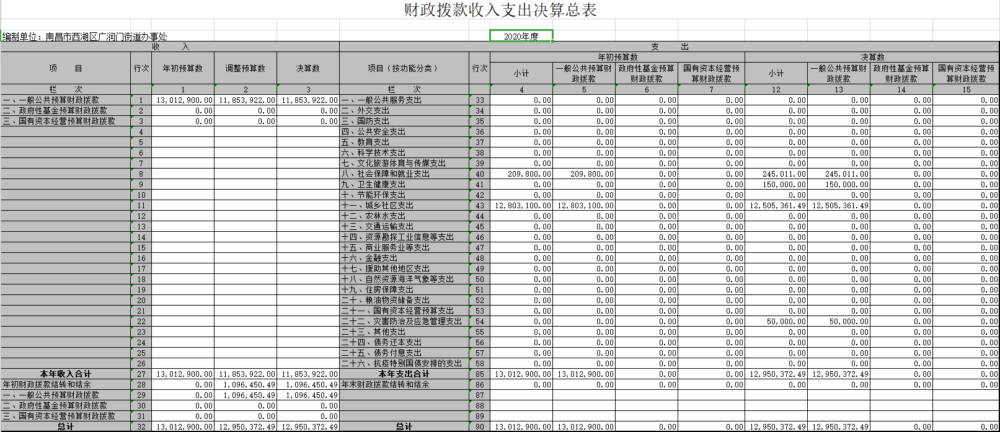 财政拨款收入支出决算总表
编制单位：南昌市西湖区广润门街道办事处 2020年度
收 入 支 出
项 目 行次 年初预算数 调整预算数 决算数 项目（按功能分类） 行次 年初预算数 决算数
小计 一般公共预算财政拨款 政府性基金预算财政拨款 国有资本经营预算财政拨款 小计 一般公共预算财政拨款 政府性基金预算财政拨款 国有资本经营预算财政拨款
栏 次 1 2 3 栏 次 4 5 6 7 12 13 14 15
一、一般公共预算财政拨款 1 13,012,900.00 11,853,922.00 11,853,922.00 一、一般公共服务支出 33 0.00 0.00 0.00 0.00 0.00 0.00 0.00 0.00
二、政府性基金预算财政拨款 2 0.00 0.00 0.00 二、外交支出 34 0.00 0.00 0.00 0.00 0.00 0.00 0.00 0.00
三、国有资本经营预算财政拨款 3 0.00 0.00 0.00 三、国防支出 35 0.00 0.00 0.00 0.00 0.00 0.00 0.00 0.00
4 四、公共安全支出 36 0.00 0.00 0.00 0.00 0.00 0.00 0.00 0.00
5 五、教育支出 37 0.00 0.00 0.00 0.00 0.00 0.00 0.00 0.00
6 六、科学技术支出 38 0.00 0.00 0.00 0.00 0.00 0.00 0.00 0.00
7 七、文化旅游体育与传媒支出 39 0.00 0.00 0.00 0.00 0.00 0.00 0.00 0.00
8 八、社会保障和就业支出 40 209,800.00 209,800.00 0.00 0.00 245,011.00 245,011.00 0.00 0.00
9 九、卫生健康支出 41 0.00 0.00 0.00 0.00 150,000.00 150,000.00 0.00 0.00
10 十、节能环保支出 42 0.00 0.00 0.00 0.00 0.00 0.00 0.00 0.00
11 十一、城乡社区支出 43 12,803,100.00 12,803,100.00 0.00 0.00 12,505,361.49 12,505,361.49 0.00 0.00
12 十二、农林水支出 44 0.00 0.00 0.00 0.00 0.00 0.00 0.00 0.00
13 十三、交通运输支出 45 0.00 0.00 0.00 0.00 0.00 0.00 0.00 0.00
14 十四、资源勘探工业信息等支出 46 0.00 0.00 0.00 0.00 0.00 0.00 0.00 0.00
15 十五、商业服务业等支出 47 0.00 0.00 0.00 0.00 0.00 0.00 0.00 0.00
16 十六、金融支出 48 0.00 0.00 0.00 0.00 0.00 0.00 0.00 0.00
17 十七、援助其他地区支出 49 0.00 0.00 0.00 0.00 0.00 0.00 0.00 0.00
18 十八、自然资源海洋气象等支出 50 0.00 0.00 0.00 0.00 0.00 0.00 0.00 0.00
19 十九、住房保障支出 51 0.00 0.00 0.00 0.00 0.00 0.00 0.00 0.00
20 二十、粮油物资储备支出 52 0.00 0.00 0.00 0.00 0.00 0.00 0.00 0.00
21 二十一、国有资本经营预算支出 53 0.00 0.00 0.00 0.00 0.00 0.00 0.00 0.00
22 二十二、灾害防治及应急管理支出 54 0.00 0.00 0.00 0.00 50,000.00 50,000.00 0.00 0.00
23 二十三、其他支出 55 0.00 0.00 0.00 0.00 0.00 0.00 0.00 0.00
24 二十四、债务还本支出 56 0.00 0.00 0.00 0.00 0.00 0.00 0.00 0.00
25 二十五、债务付息支出 57 0.00 0.00 0.00 0.00 0.00 0.00 0.00 0.00
26 二十六、抗疫特别国债安排的支出 58 0.00 0.00 0.00 0.00 0.00 0.00 0.00 0.00
本年收入合计 27 13,012,900.00 11,853,922.00 11,853,922.00 本年支出合计 85 13,012,900.00 13,012,900.00 0.00 0.00 12,950,372.49 12,950,372.49 0.00 0.00
年初财政拨款结转和结余 28 0.00 1,096,450.49 1,096,450.49 年末财政拨款结转和结余 86 0.00 0.00 0.00 0.00 0.00 0.00 0.00 0.00
一、一般公共预算财政拨款 29 0.00 1,096,450.49 1,096,450.49 87
二、政府性基金预算财政拨款 30 0.00 0.00 0.00 88
三、国有资本经营预算财政拨款 31 0.00 0.00 0.00 89
总计 32 13,012,900.00 12,950,372.49 12,950,372.49 总计 90 13,012,900.00 13,012,900.00 0.00 0.00 12,950,372.49 12,950,372.49 0.00 0.00